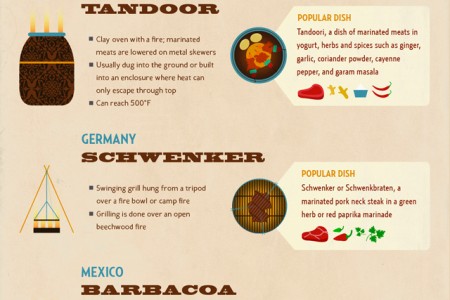 TANDOOR
Clay oven with a fire; marinated
meats are lowered on metal skewers
Usually dug into the ground or built
into an enclosure where heat can
only escape through top
Can reach 500°F
POPULAR DISH
Tandoori, a dish of marinated meats in
yogurt, herbs and spices such as ginger,
garlic, coriander powder, cayenne
pepper, and garam masala
GERMANY
SCHWENKER
Swinging grill hung from a tripod
over a fire bowl or camp fire
Grilling is done over an open
beechwood fire
POPULAR DISH
Schwenker or Schwenkbraten, a
marinated pork neck steak in a green
herb or red paprika marinade
MEXICO
BARBACOA